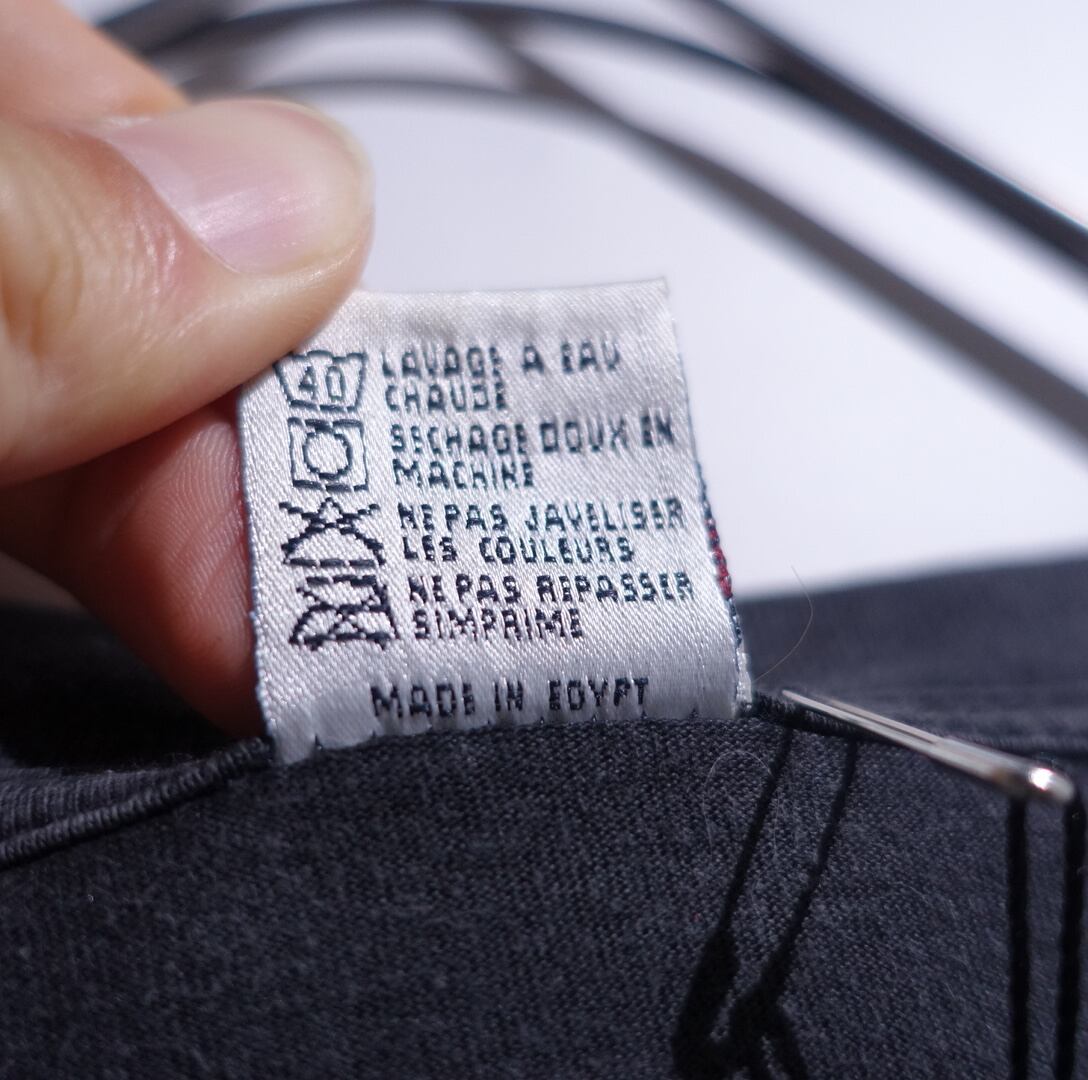 40
LAVAGE A EAU
CHAUDE
SECHAGE DOUX EN
MACHINE
NE PAS JAVELISER
LES COULEURS
NE PAS REPASSER
SIMPRIME
MADE IN EGYPT